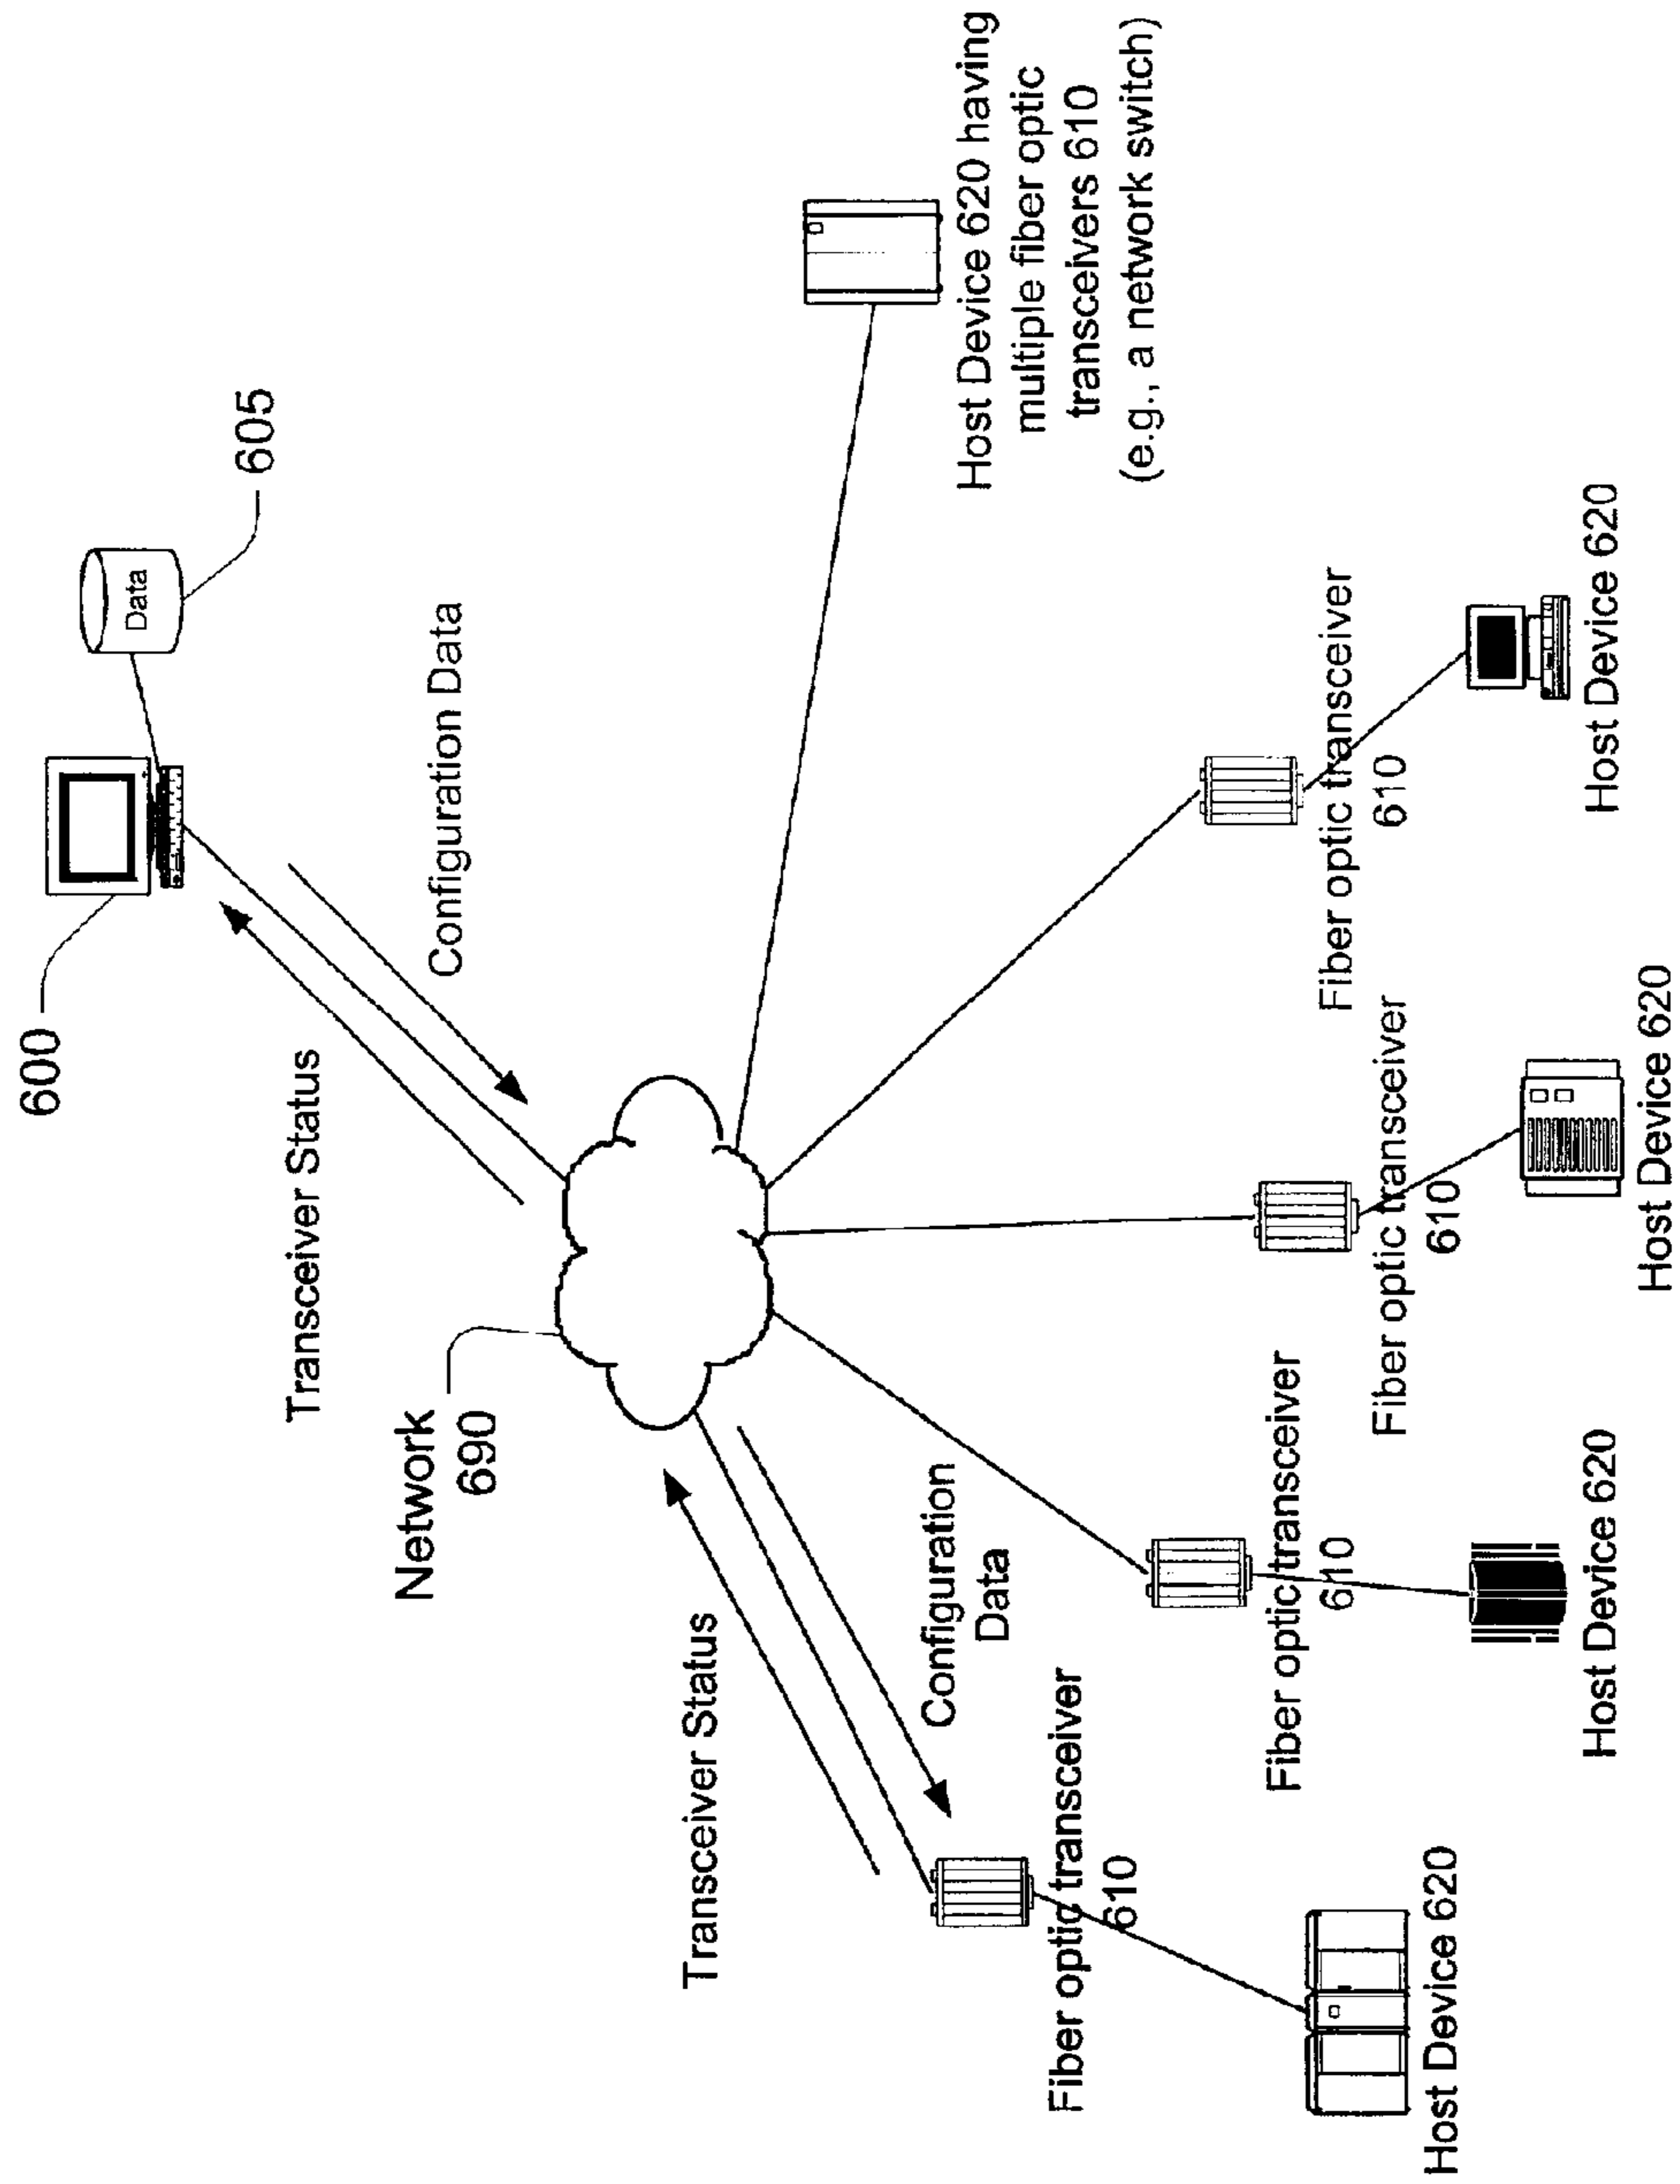 600
Data
605
Transceiver Status
Configuration Data
Network
690
Transceiver Status
Configuration
Data
Host Device 620 having
multiple fiber optic
transceivers 610
(e.g., a network switch)
Fiber optic transceiver
610
Fiber optic transceiver
610
Fiber optic transceiver
610
Fiber optic transceiver
610
Host Device 620
Host Device 620
Host Device 620
Host Device 620